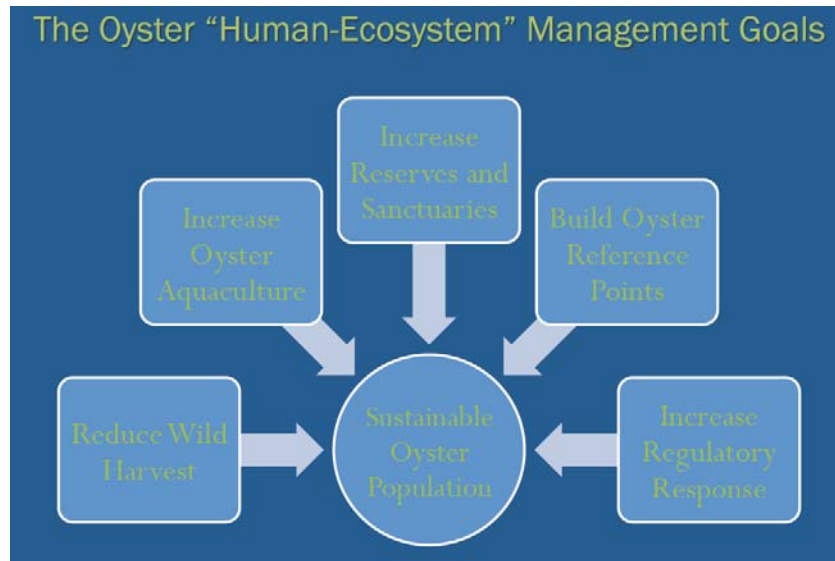 The Oyster “Human-Ecosystem” Management Goals
Increase
Reserves and
Sanctuaries
Increase
Oyster
Aquaculture
Build Oyster
Reference
Points
Reduce Wild
Harvest
Sustainable
Oyster
Population
Increase
Regulatory
Response